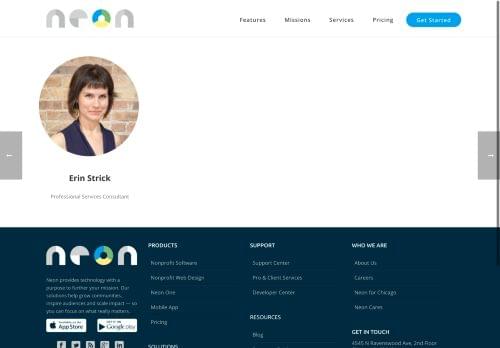 neon
Features Missions Services Pricing Get Started
←
→
Erin Strick
Professional Services Consultant
neon
Neon provides technology with a
purpose to further your mission. Our
solutions help grow communities,
inspire audiences and scale impact — so
you can focus on what really matters.
Available on the
App Store
GET IT ON
Google play
PRODUCTS
Nonprofit Software
Nonprofit Web Design
Neon One
Mobile App
Pricing
SOLUTIONS
SUPPORT
Support Center
Pro & Client Services
Developer Center
RESOURCES
Blog
WHO WE ARE
About Us
Careers
Neon for Chicago
Neon Cares
GET IN TOUCH
4545 N Ravenswood Ave, 2nd Floor